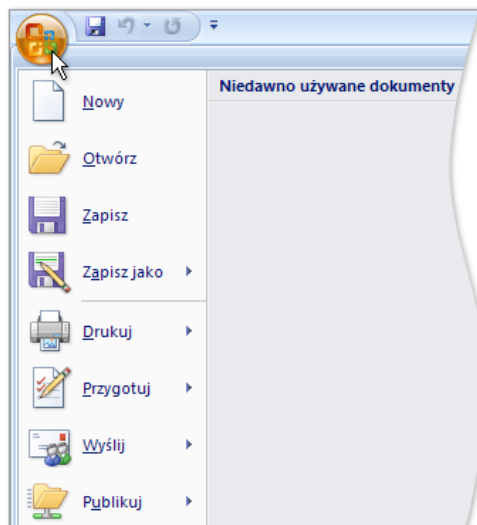 Niedawno używane dokumenty
Nowy
Otwórz
Zapisz
Zapisz jako
Drukuj
Przygotuj
Wyślij
Publikuj